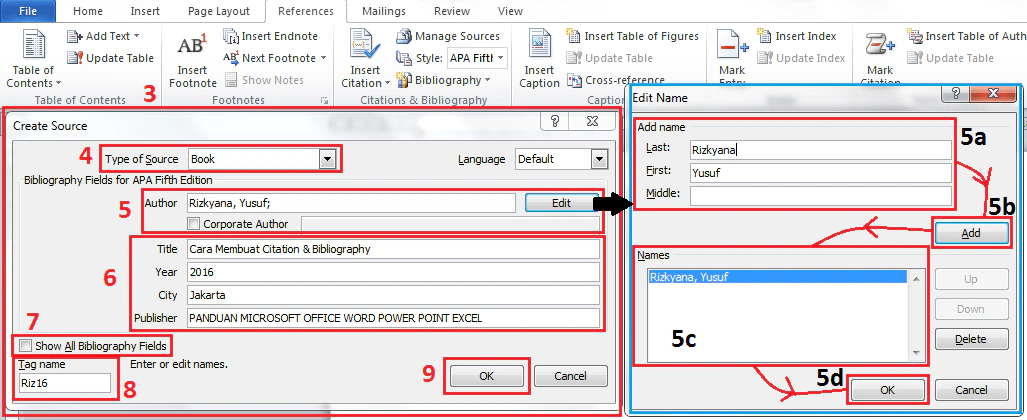 File Home Insert Page Layout References Mailings Review View
Table of Contents
Add Text
Update Table
Table of Contents
AB1
Insert Footnote
Insert Endnote
AB1 Next Footnote
Show Notes
Footnotes
Insert Citation
Manage Sources
Style: APA Fifth
Bibliography
Citations & Bibliography
Insert Caption
Insert Table of Figures
Update Table
Cross-reference
Mark Entry
Insert Index
Update Index
Mark Citation
Insert Table of Auth
Update Table
3
Create Source
?
4
Type of Source Book
Language Default
Bibliography Fields for APA Fifth Edition
5
Author Rizkyana, Yusuf; Edit
Corporate Author
6
Title Cara Membuat Citation & Bibliography
Year 2016
City Jakarta
Publisher PANDUAN MICROSOFT OFFICE WORD POWER POINT EXCEL
7
Show All Bibliography Fields
Tag name Enter or edit names.
Riz16
8
9
OK Cancel
Edit Name
?
Add name
5a
Last: Rizkyana
First: Yusuf
Middle:
5b
Add
Names
Rizkyana, Yusuf
Up
Down
Delete
5c
5d
OK Cancel